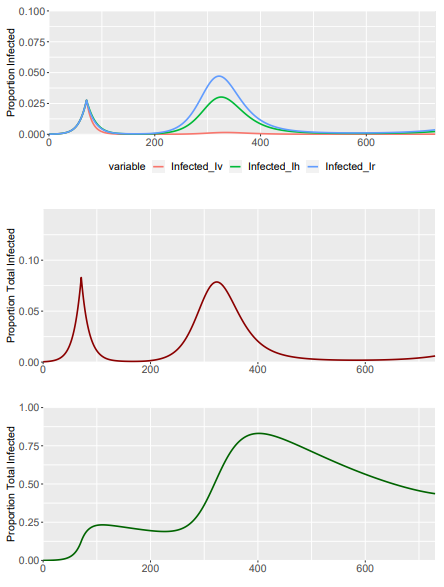 Proportion Infected
0.100
0.075
0.050
0.025
0.000
0 200 400 600
variable Infected_Iv Infected_Ih Infected_Ir
Proportion Total Infected
0.10
0.05
0.00
0 200 400 600
Proportion Total Infected
1.00
0.75
0.50
0.25
0.00
0 200 400 600